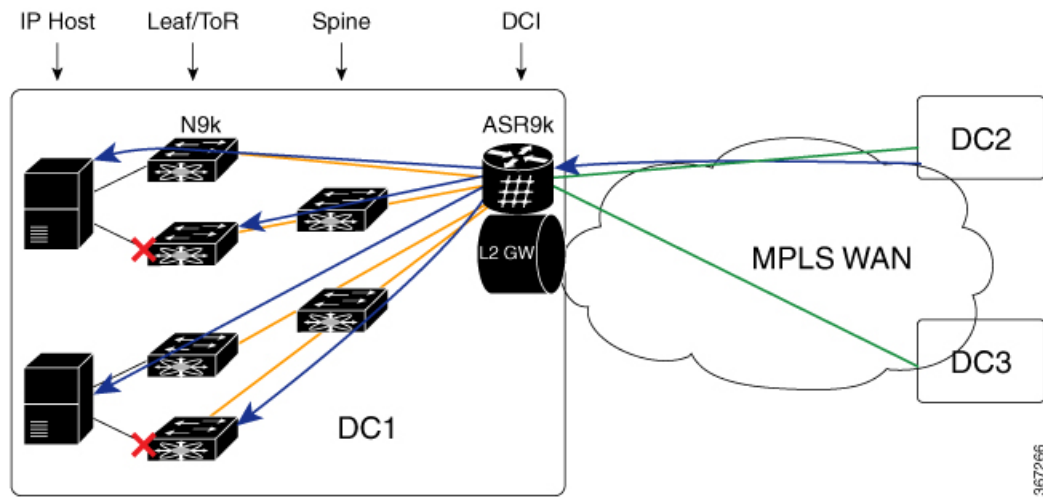 IP Host
Leaf/ToR
Spine
DCI
N9k
ASR9k
DC2
L2 GW
MPLS WAN
DC3
DC1
367266